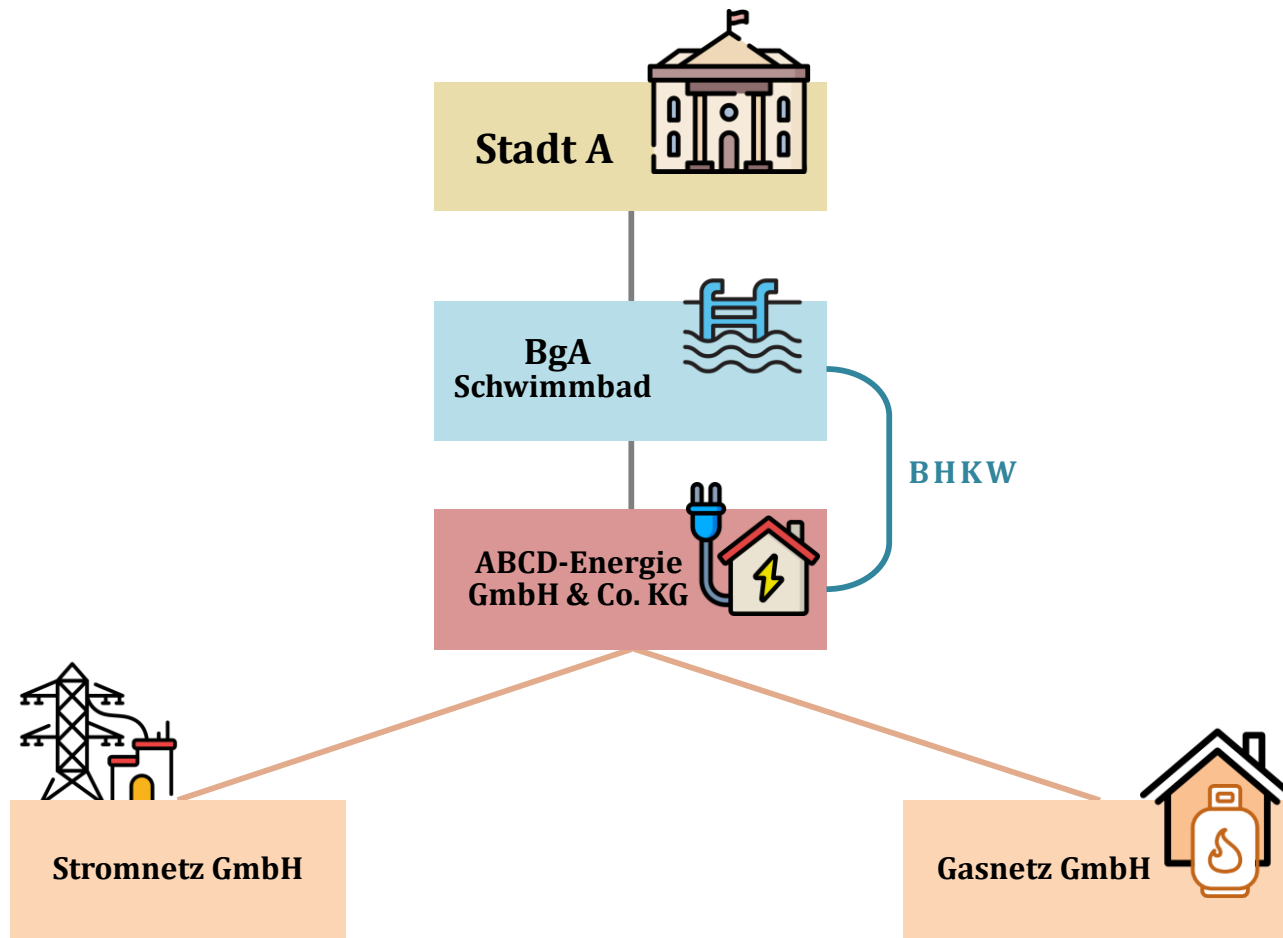 Stadt A
BgA
Schwimmbad
BHKW
ABCD-Energie
GmbH & Co. KG
Stromnetz GmbH
Gasnetz GmbH